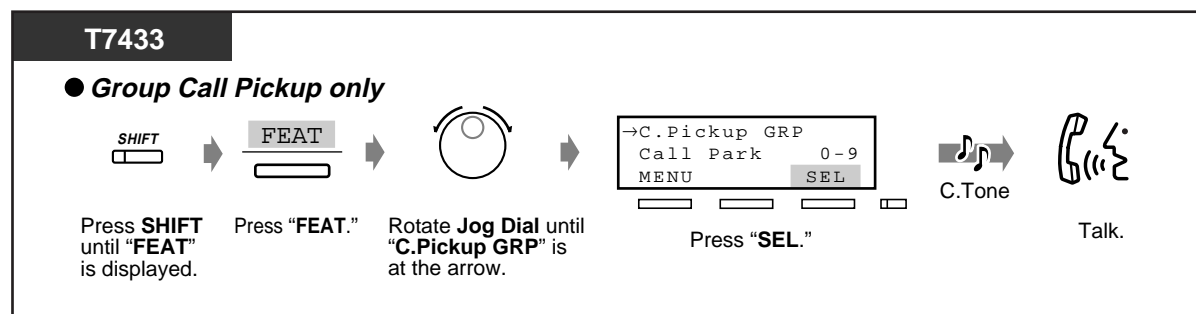 T7433
● Group Call Pickup only
SHIFT
Press SHIFT
until “FEAT”
is displayed.
FEAT
Press “FEAT.”
Rotate Jog Dial until
“C.Pickup GRP” is
at the arrow.
→C.Pickup GRP
Call Park 0-9
MENU SEL
Press “SEL.”
C.Tone
Talk.